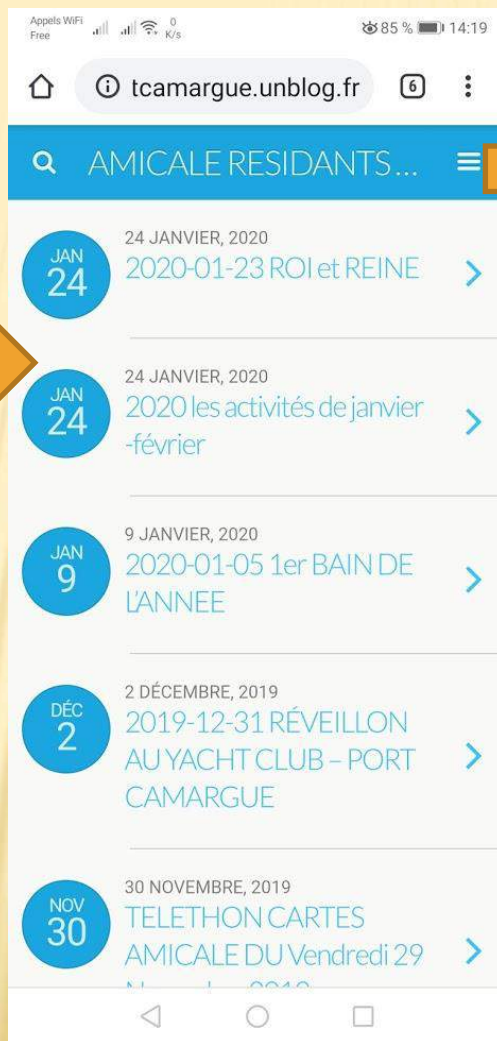 Appels WiFi
Free
0
K/s
85 % 14:19
tcamargue.unblog.fr
6
AMICALE RESIDANTS...
JAN
24
24 JANVIER, 2020
2020-01-23 ROI et REINE
JAN
24
24 JANVIER, 2020
2020 les activités de janvier
-février
JAN
9
9 JANVIER, 2020
2020-01-05 1er BAIN DE
L'ANNEE
DÉC
2
2 DÉCEMBRE, 2019
2019-12-31 RÉVEILLON
AU YACHT CLUB – PORT
CAMARGUE
NOV
30
30 NOVEMBRE, 2019
TELETHON CARTES
AMICALE DU Vendredi 29